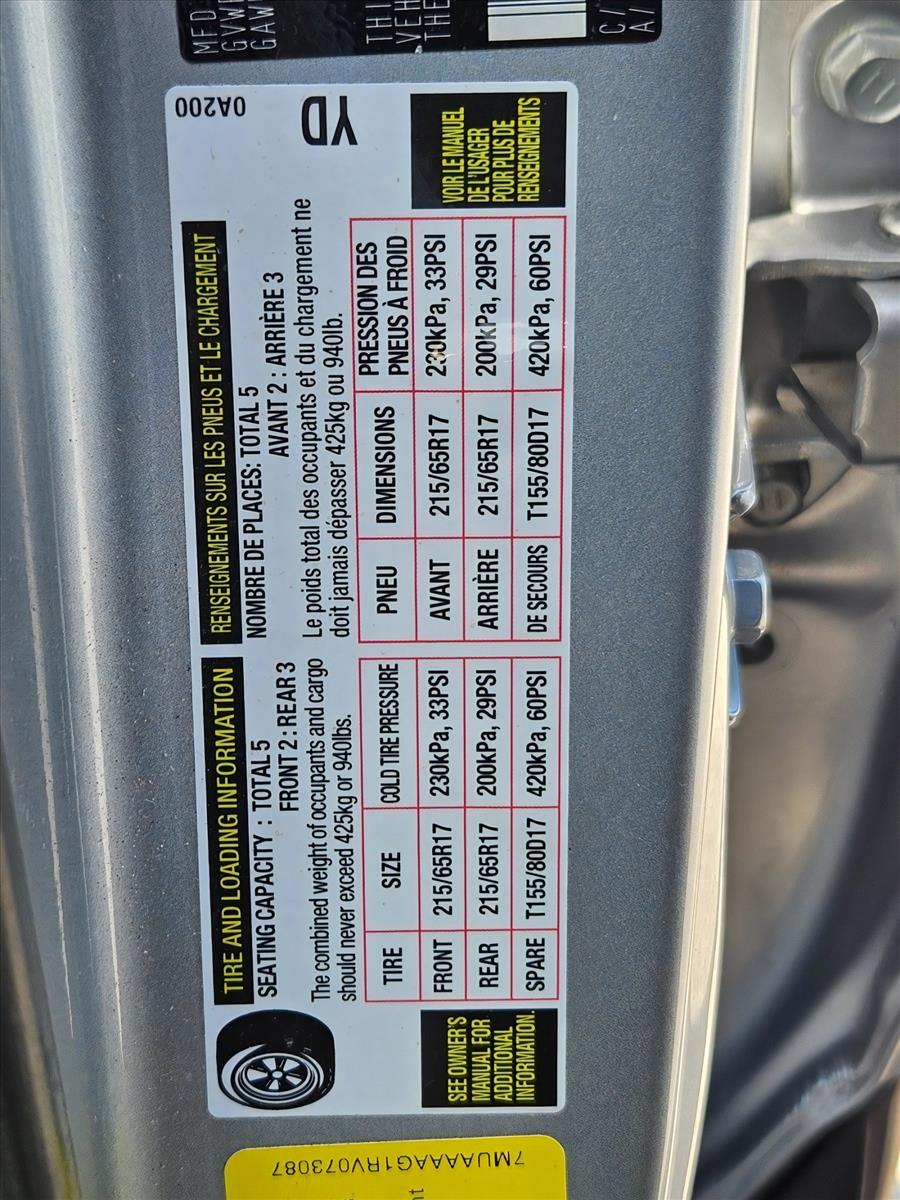 MFD
GVWR
GAWR
THI
VEH
THE
C/
A/
TIRE AND LOADING INFORMATION
SEATING CAPACITY : TOTAL 5
FRONT 2 : REAR 3
The combined weight of occupants and cargo
should never exceed 425kg or 940lbs.
TIRE SIZE COLD TIRE PRESSURE
FRONT 215/65R17 230kPa, 33PSI
REAR 215/65R17 200kPa, 29PSI
SPARE T155/80D17 420kPa, 60PSI
SEE OWNER'S
MANUAL FOR
ADDITIONAL
INFORMATION.
RENSEIGNEMENTS SUR LES PNEUS ET LE CHARGEMENT
NOMBRE DE PLACES: TOTAL 5
AVANT 2 : ARRIÈRE 3
Le poids total des occupants et du chargement ne
doit jamais dépasser 425kg ou 940lb.
PNEU DIMENSIONS PRESSION DES
PNEUS À FROID
AVANT 215/65R17 230kPa, 33PSI
ARRIÈRE 215/65R17 200kPa, 29PSI
DE SECOURS T155/80D17 420kPa, 60PSI
VOIR LE MANUEL
DE L'USAGER
POUR PLUS DE
RENSEIGNEMENTS
0A200
YD
7MUAAAAG1RV073087